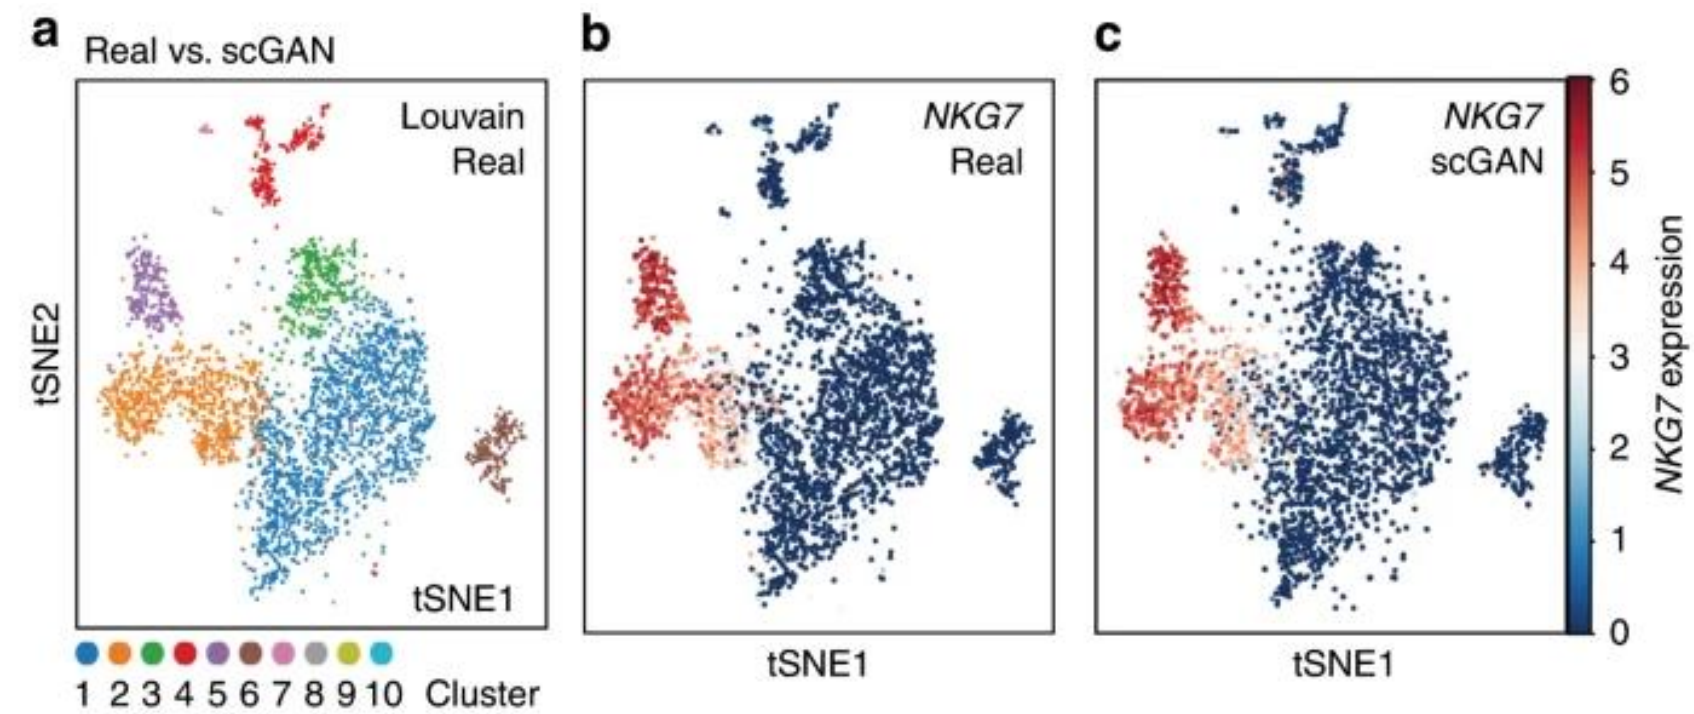 a
Real vs. scGAN
Louvain
Real
tSNE2
tSNE1
1 2 3 4 5 6 7 8 9 10 Cluster
b
NKG7
Real
tSNE1
c
NKG7
scGAN
tSNE1
6
5
4
3
2
1
0
NKG7 expression